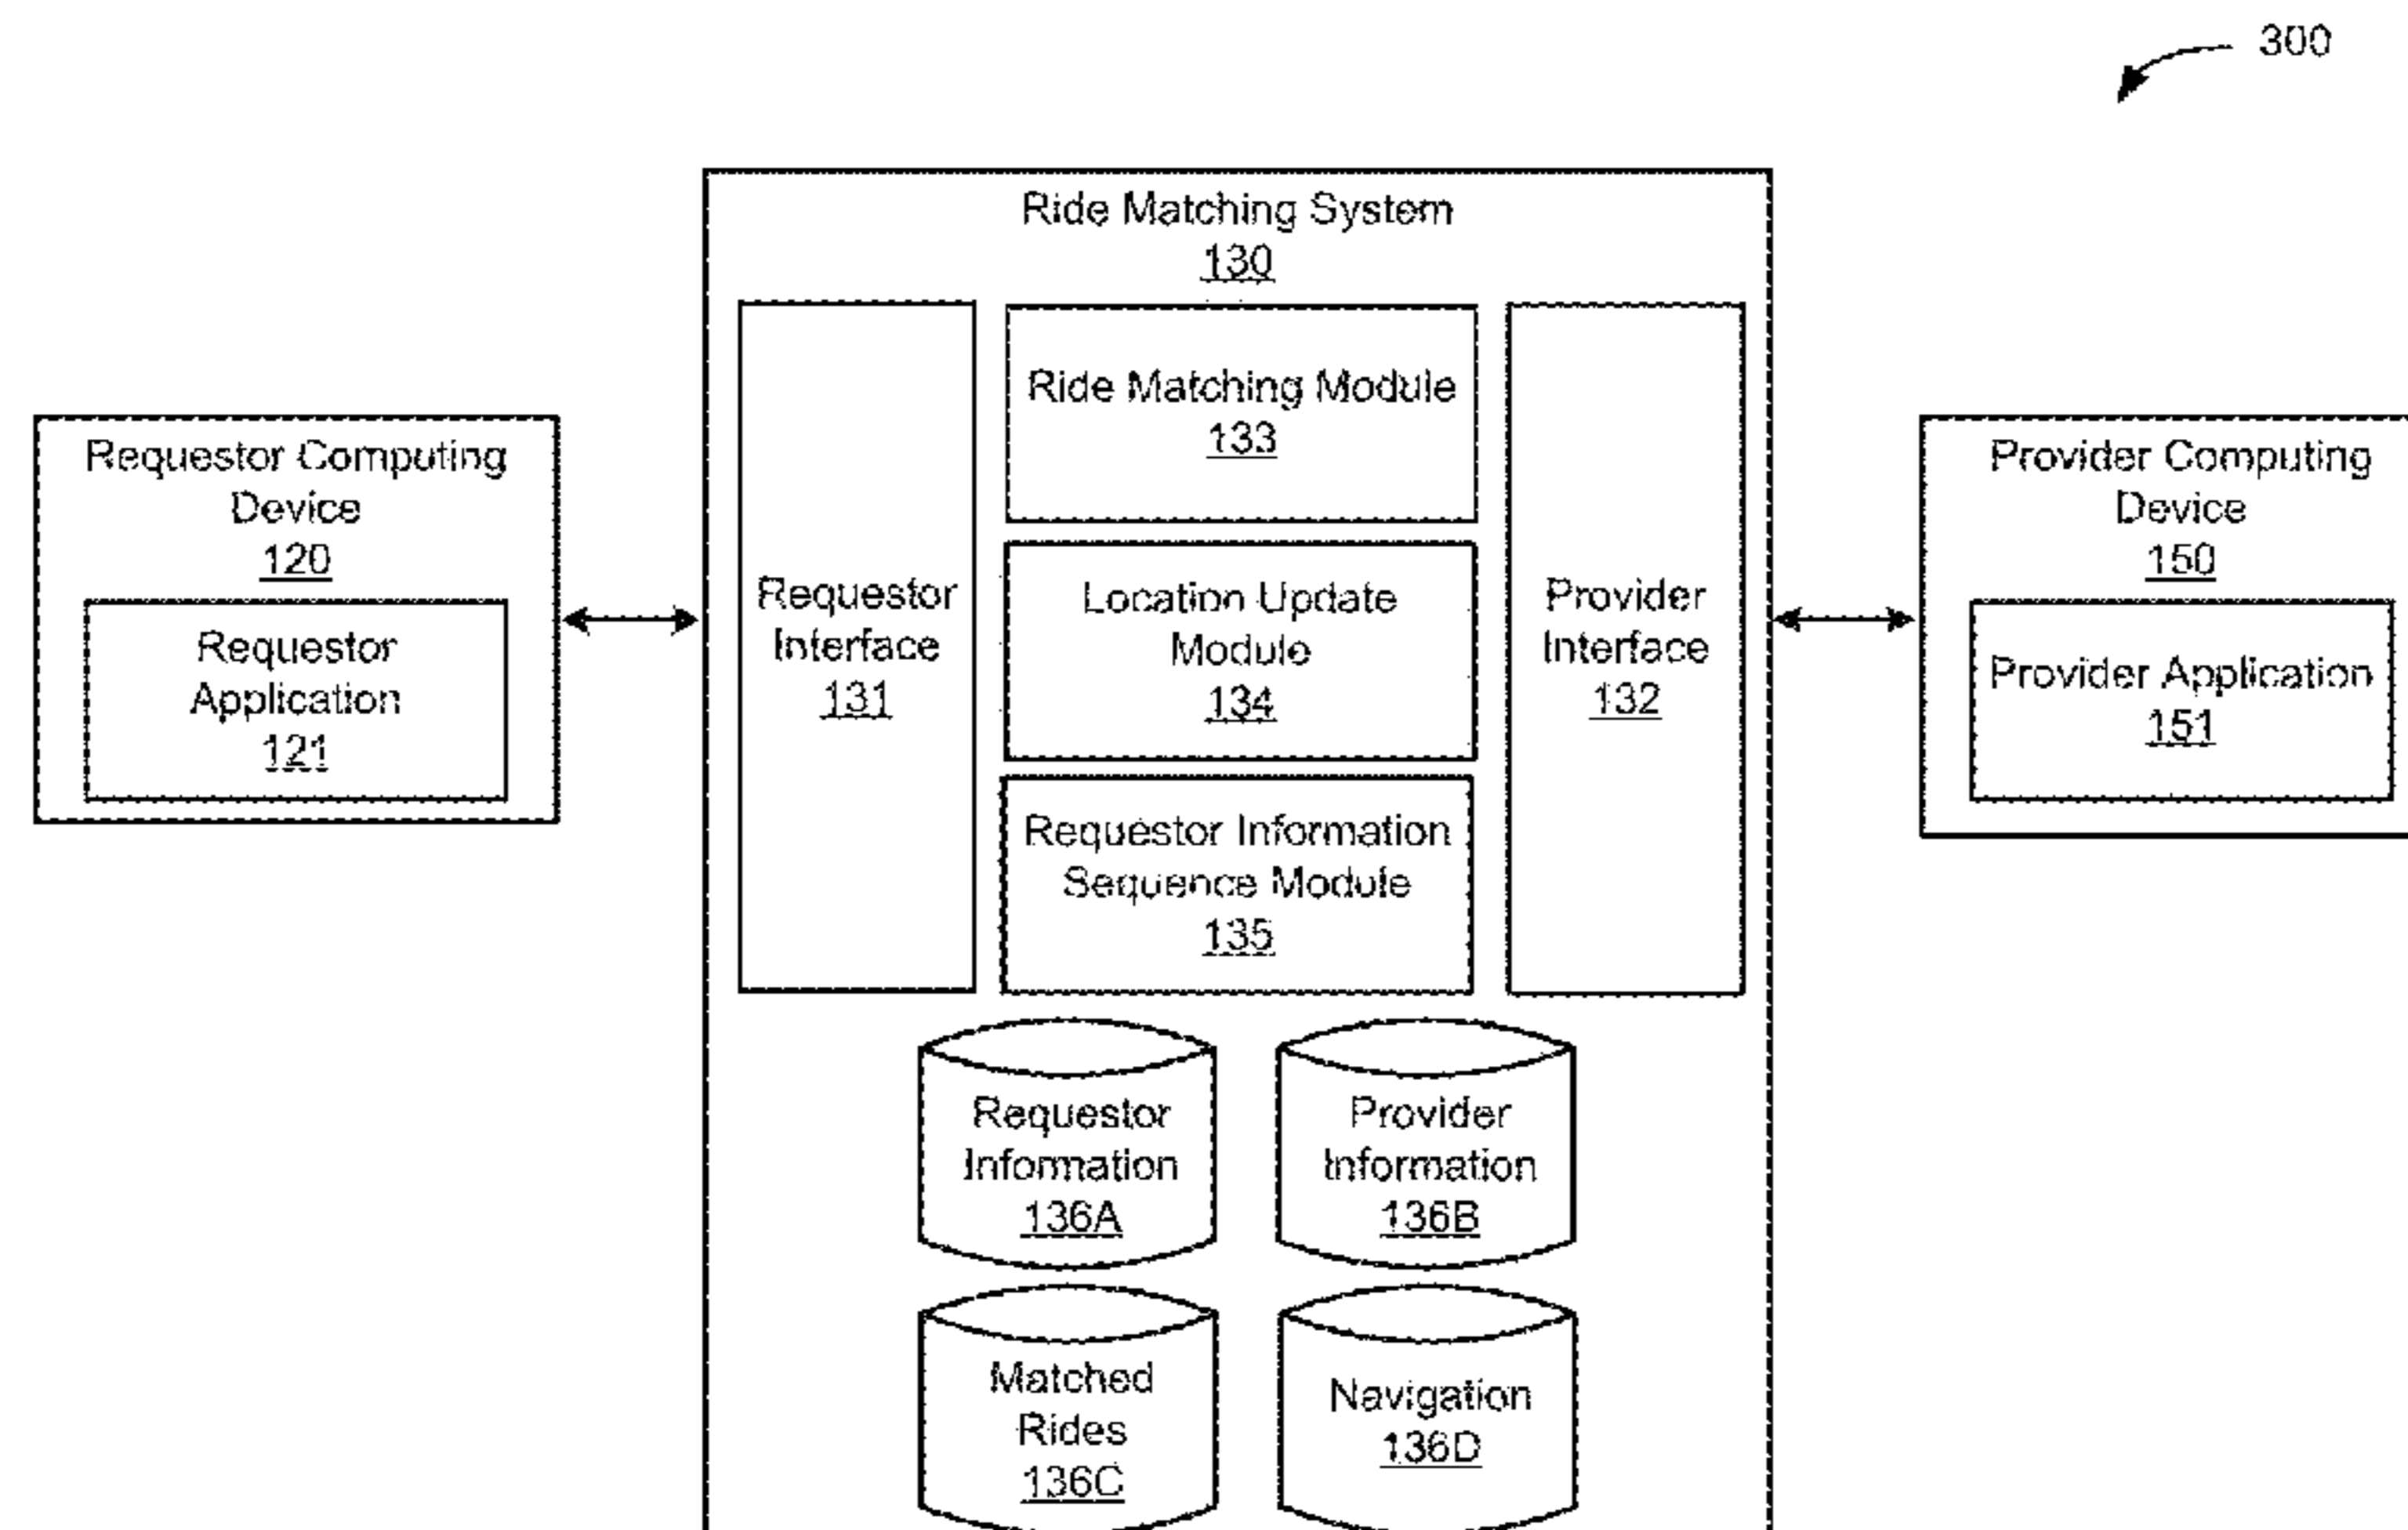 300
Ride Matching System
130
Requestor Computing
Device
120
Requestor
Application
121
Requestor
Interface
131
Ride Matching Module
133
Location Update
Module
134
Requestor Information
Sequence Module
135
Provider
Interface
132
Provider Computing
Device
150
Provider Application
151
Requestor
Information
136A
Provider
Information
136B
Matched
Rides
136C
Navigation
136D